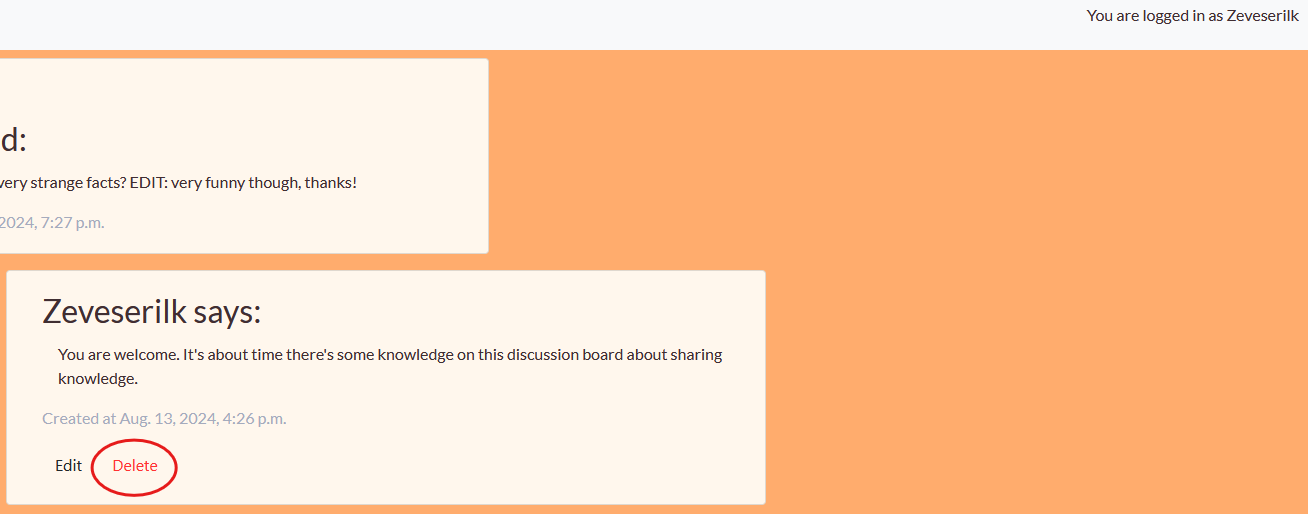 You are logged in as Zeveserilk
d:
very strange facts? EDIT: very funny though, thanks!
2024, 7:27 p.m.
Zeveserilk says:
You are welcome. It's about time there's some knowledge on this discussion board about sharing
knowledge.
Created at Aug. 13, 2024, 4:26 p.m.
Edit Delete